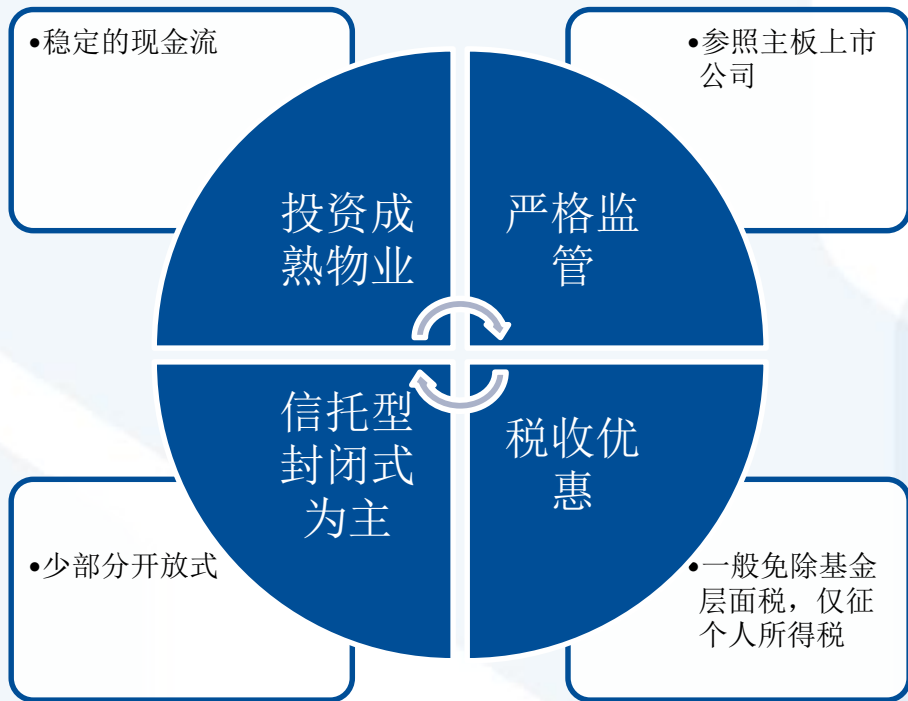 •稳定的现金流
•参照主板上市
公司
投资成
熟物业
严格监
管
信托型
封闭式
为主
税收优
惠
•少部分开放式
•一般免除基金
层面税，仅征
个人所得税